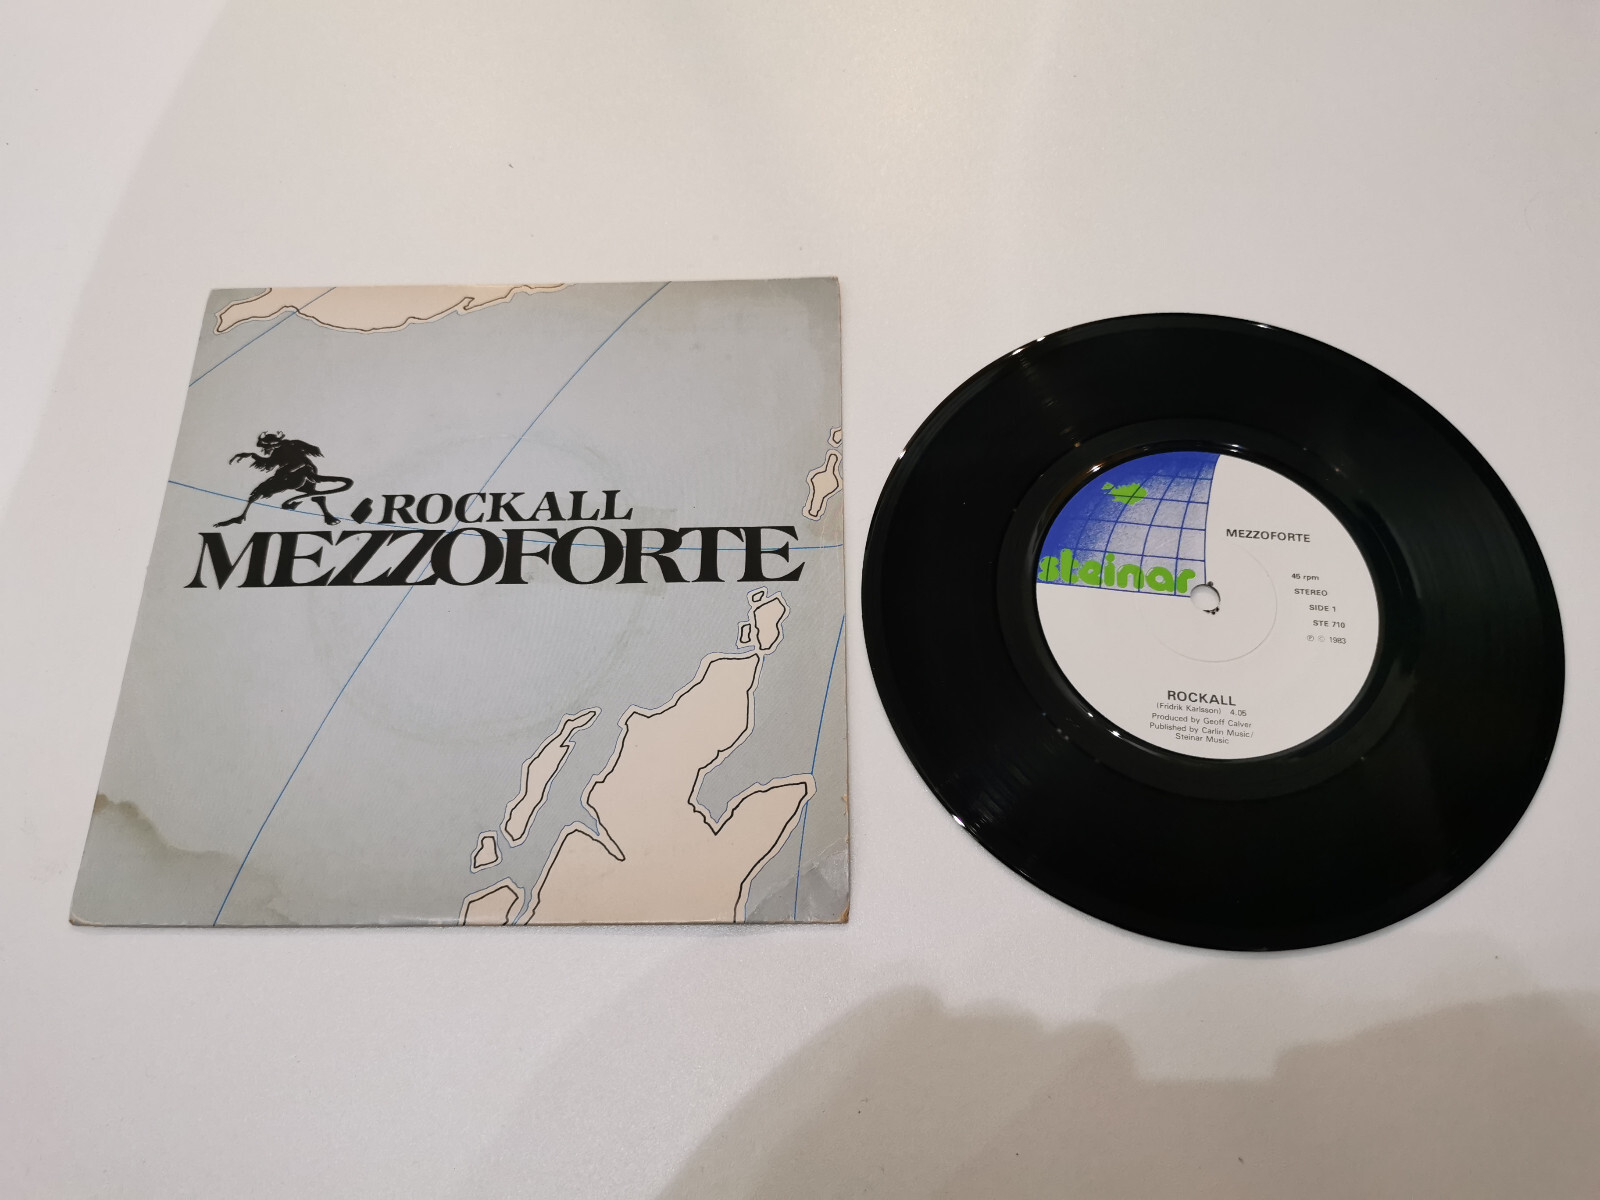 ROCKALL
MEZZOFORTE
steinar
MEZZOFORTE
45 rpm
STEREO
SIDE 1
STE 710
℗ © 1983
ROCKALL
(Fridrik Karlsson) 4.05
Produced by Geoff Calver
Published by Carlin Music/
Steinar Music